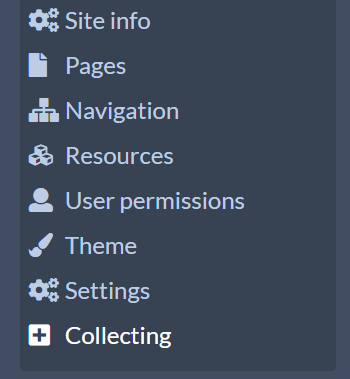 Site info
Pages
Navigation
Resources
User permissions
Theme
Settings
Collecting